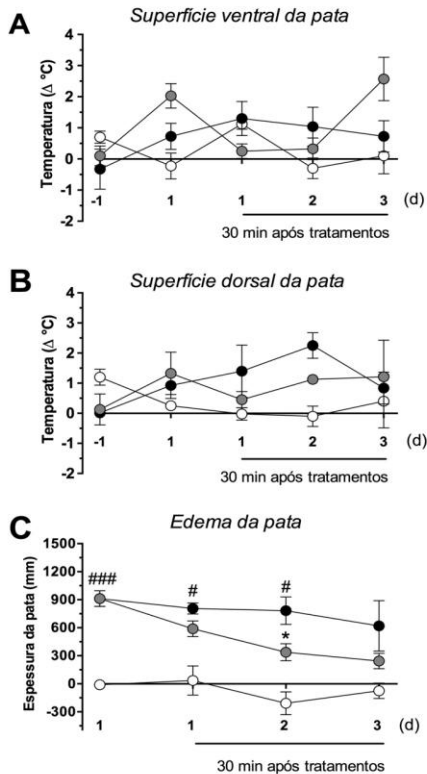 A
Superfície ventral da pata
Temperatura (Δ °C)
4
3
2
1
0
-1
-2
-1 1 1 2 3 (d)
30 min após tratamentos
B
Superfície dorsal da pata
Temperatura (Δ °C)
4
3
2
1
0
-1
-2
-1 1 1 2 3 (d)
30 min após tratamentos
C
Edema da pata
Espessura da pata (mm)
1500
1200
900
600
300
0
-300
###
#
#
*
1 1 2 3 (d)
30 min após tratamentos